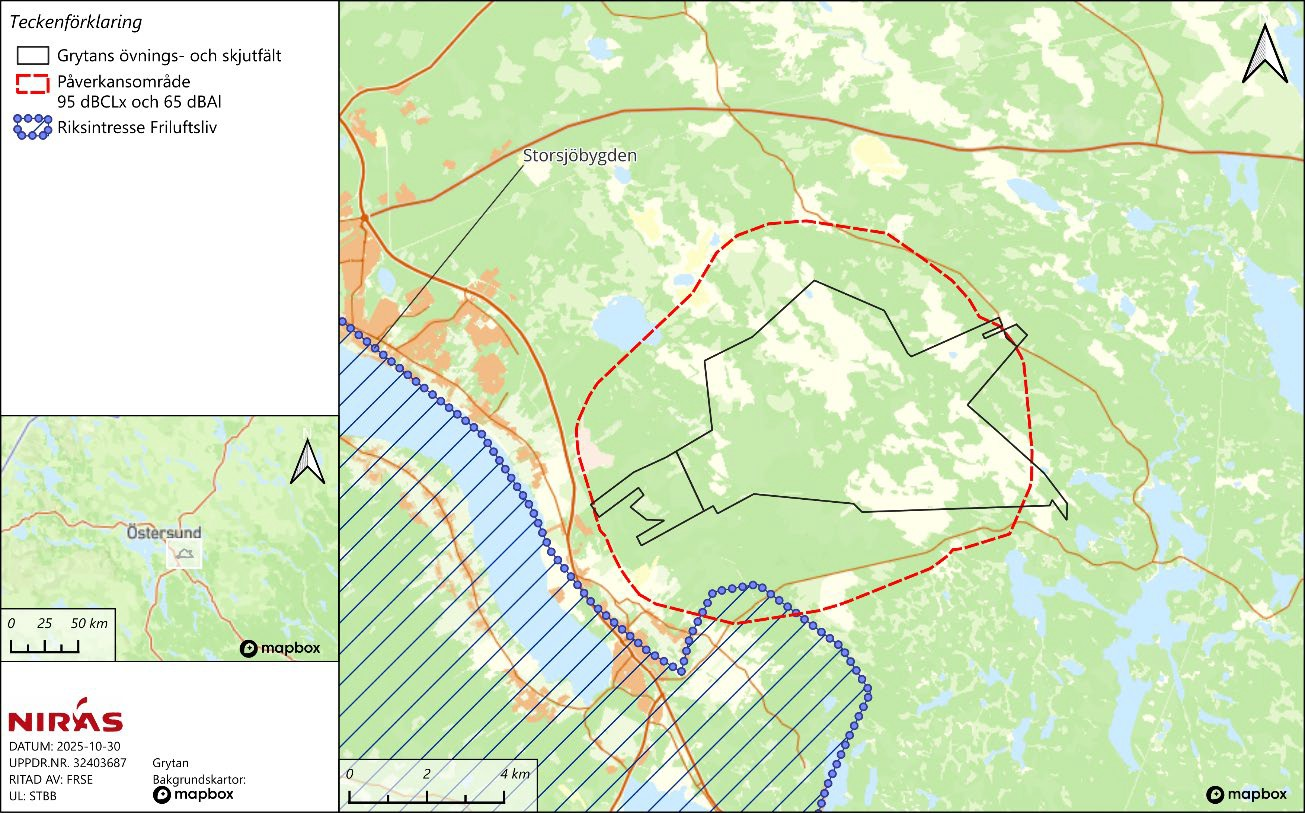 Teckenförklaring
Grytans övnings- och skjutfält
Påverkansområde
95 dBCLx och 65 dBAI
Riksintresse Friluftsliv
Storsjöbygden
Östersund
0 25 50 km
mapbox
NIRAS
DATUM: 2025-10-30
UPPDR.NR. 32403687
RITAD AV: FRSE
UL: STBB
Grytan
Bakgrundskartor:
mapbox
0 2 4 km
mapbox